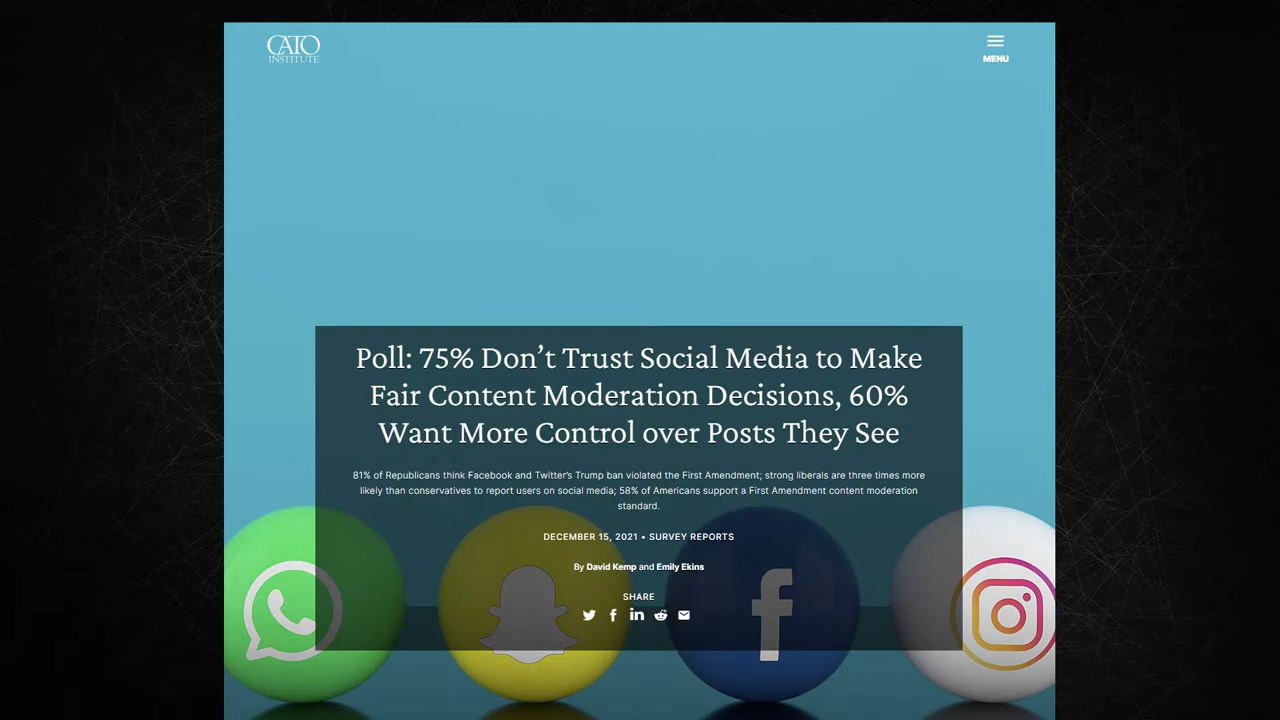 CATO
INSTITUTE
MENU
Poll: 75% Don’t Trust Social Media to Make
Fair Content Moderation Decisions, 60%
Want More Control over Posts They See
81% of Republicans think Facebook and Twitter’s Trump ban violated the First Amendment; strong liberals are three times more
likely than conservatives to report users on social media; 58% of Americans support a First Amendment content moderation
standard.
DECEMBER 15, 2021 • SURVEY REPORTS
By David Kemp and Emily Ekins
SHARE